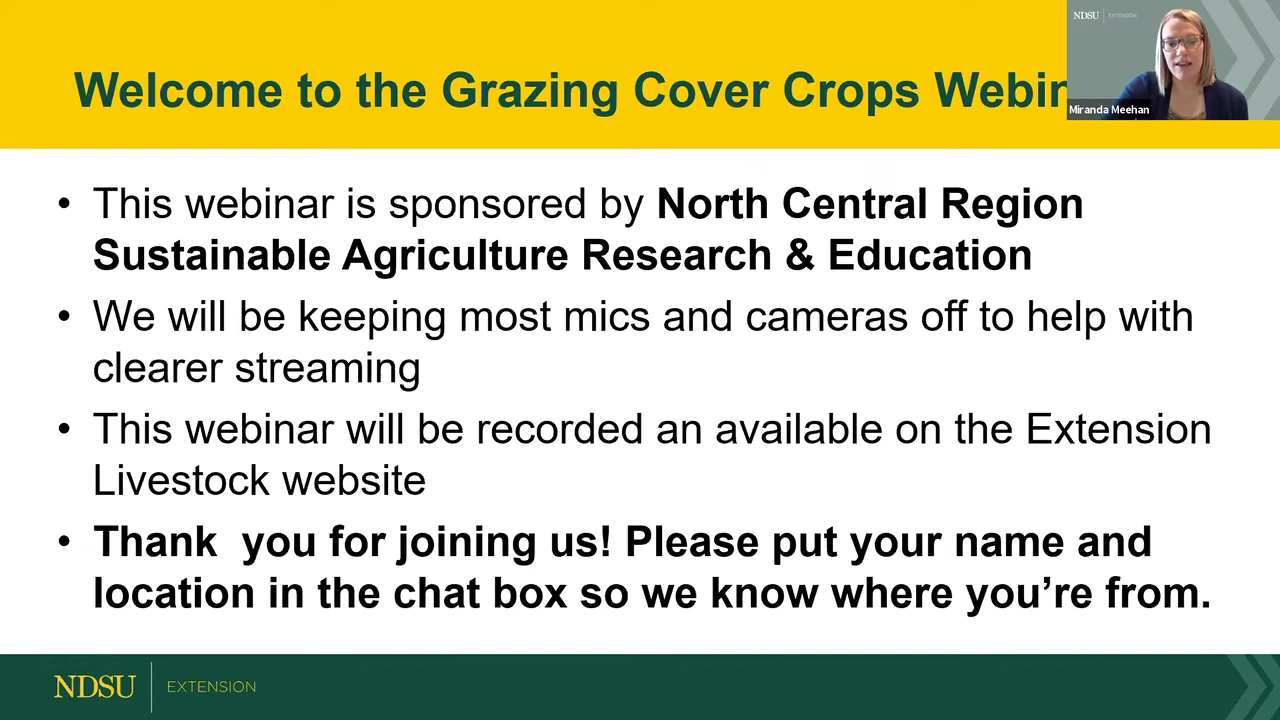 NDSU EXTENSION
Welcome to the Grazing Cover Crops Webin
Miranda Meehan
• This webinar is sponsored by North Central Region
Sustainable Agriculture Research & Education
• We will be keeping most mics and cameras off to help with
clearer streaming
• This webinar will be recorded an available on the Extension
Livestock website
• Thank  you for joining us! Please put your name and
location in the chat box so we know where you’re from.
NDSU EXTENSION